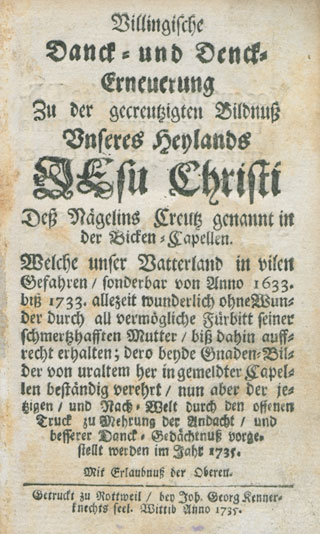 Villingische
Danck- und Denck-
Erneuerung
Zu der gecreutzigten Bildnuß
Vnseres Heylands
JEsu Christi
Deß Nägelins Creutz genannt in
der Bicken-Capellen.
Welche unser Vatterland in vilen
Gefahren / sonderbar von Anno 1633.
biß 1733. allezeit wunderlich ohne Wun-
der durch all vermögliche Fürbitt seiner
schmertzhafften Mutter / biß dahin auff-
recht erhalten; dero beyde Gnaden-Bil-
der von uraltem her in gemeldter Capel-
len beständig verehrt / nun aber der je-
tzigen / und Nach-Welt durch den offenen
Truck zu Mehrung der Andacht / und
besserer Danck-Gedächtnuß vorge-
stellt werden im Jahr 1735.
Mit Erlaubnuß der Oberen.
Getruckt zu Rottweil / bey Joh. Georg Kenner-
knechts seel. Wittib Anno 1735.